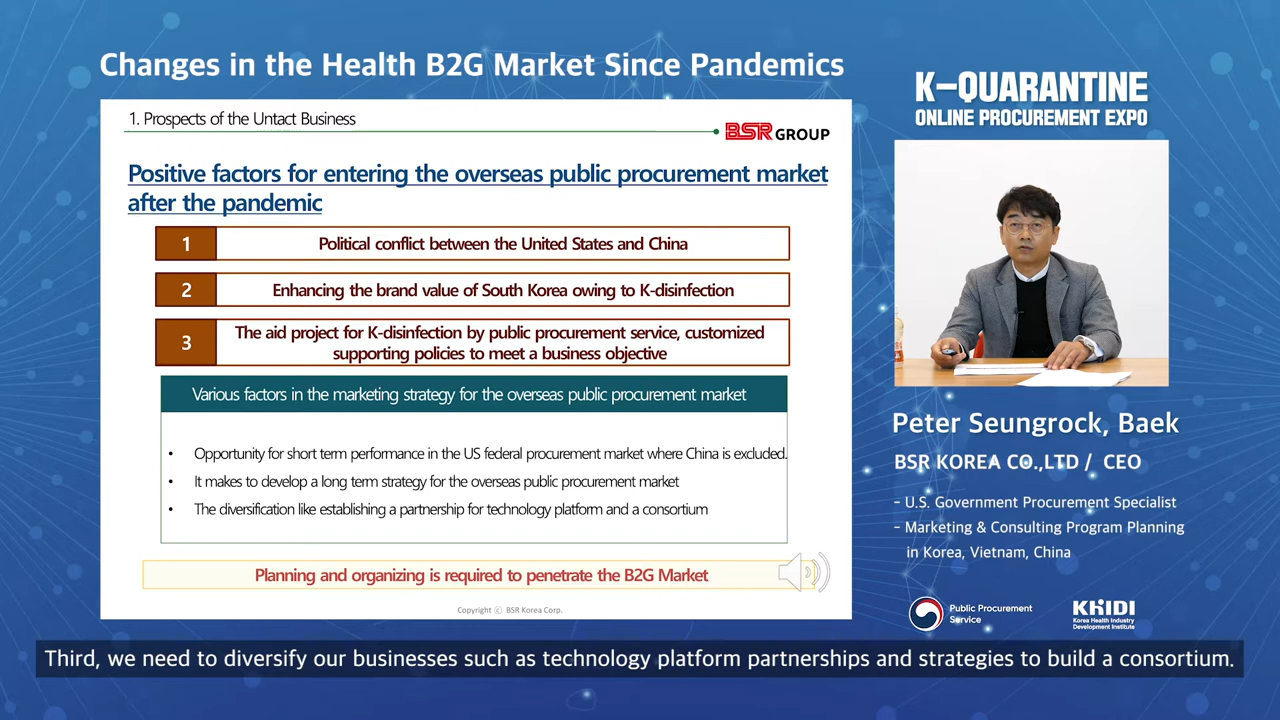 Changes in the Health B2G Market Since Pandemics
K-QUARANTINE
ONLINE PROCUREMENT EXPO
1. Prospects of the Untact Business
BSR GROUP
Positive factors for entering the overseas public procurement market
after the pandemic
1 Political conflict between the United States and China
2 Enhancing the brand value of South Korea owing to K-disinfection
3 The aid project for K-disinfection by public procurement service, customized
supporting policies to meet a business objective
Various factors in the marketing strategy for the overseas public procurement market
• Opportunity for short term performance in the US federal procurement market where China is excluded.
• It makes to develop a long term strategy for the overseas public procurement market
• The diversification like establishing a partnership for technology platform and a consortium
Planning and organizing is required to penetrate the B2G Market
Copyright ⓒ BSR Korea Corp.
Peter Seungrock, Baek
BSR KOREA CO.,LTD / CEO
- U.S. Government Procurement Specialist
- Marketing & Consulting Program Planning
in Korea, Vietnam, China
Public Procurement
Service
KHIDI
Korea Health Industry
Development Institute
Third, we need to diversify our businesses such as technology platform partnerships and strategies to build a consortium.